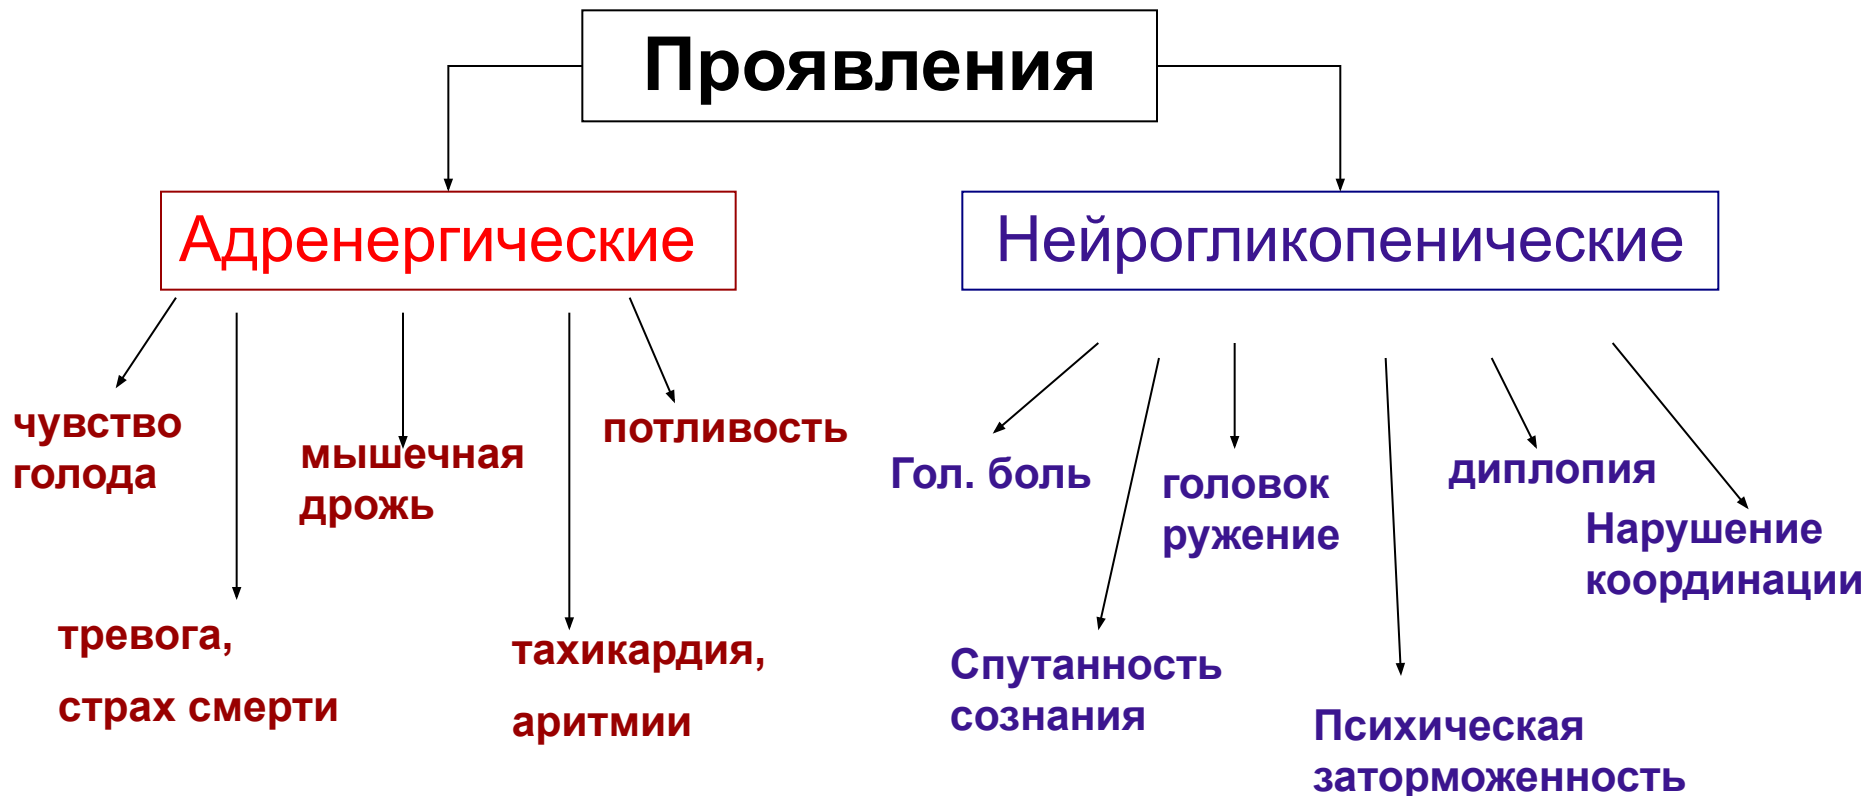 Проявления
Адренергические
Нейрогликопенические
чувство
голода
мышечная
дрожь
потливость
тревога,
страх смерти
тахикардия,
аритмии
Гол. боль
головок
ружение
диплопия
Нарушение
координации
Спутанность
сознания
Психическая
заторможенность